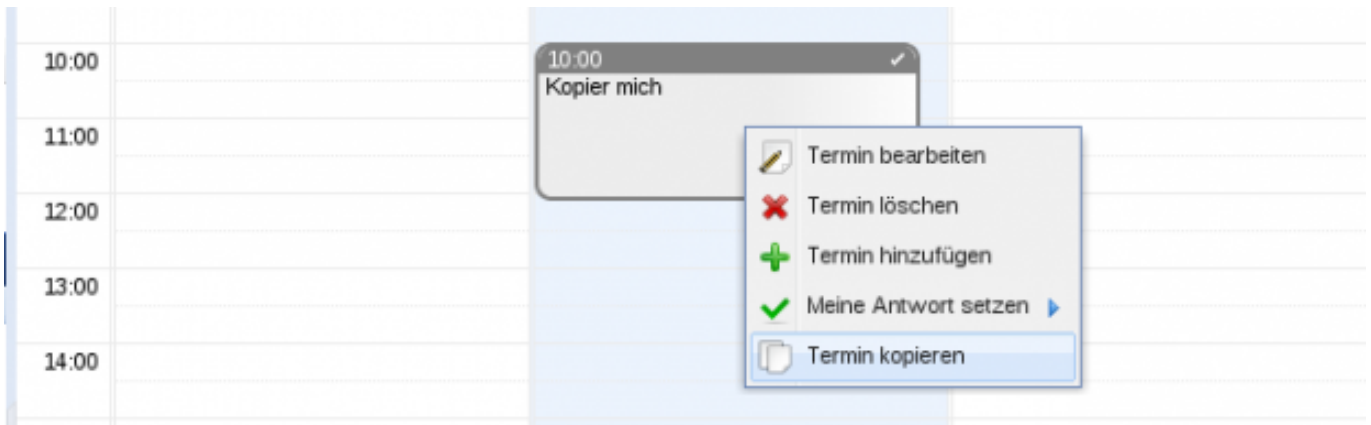 10:00
10:00
Kopier mich
11:00
Termin bearbeiten
12:00
Termin löschen
Termin hinzufügen
13:00
Meine Antwort setzen
14:00
Termin kopieren